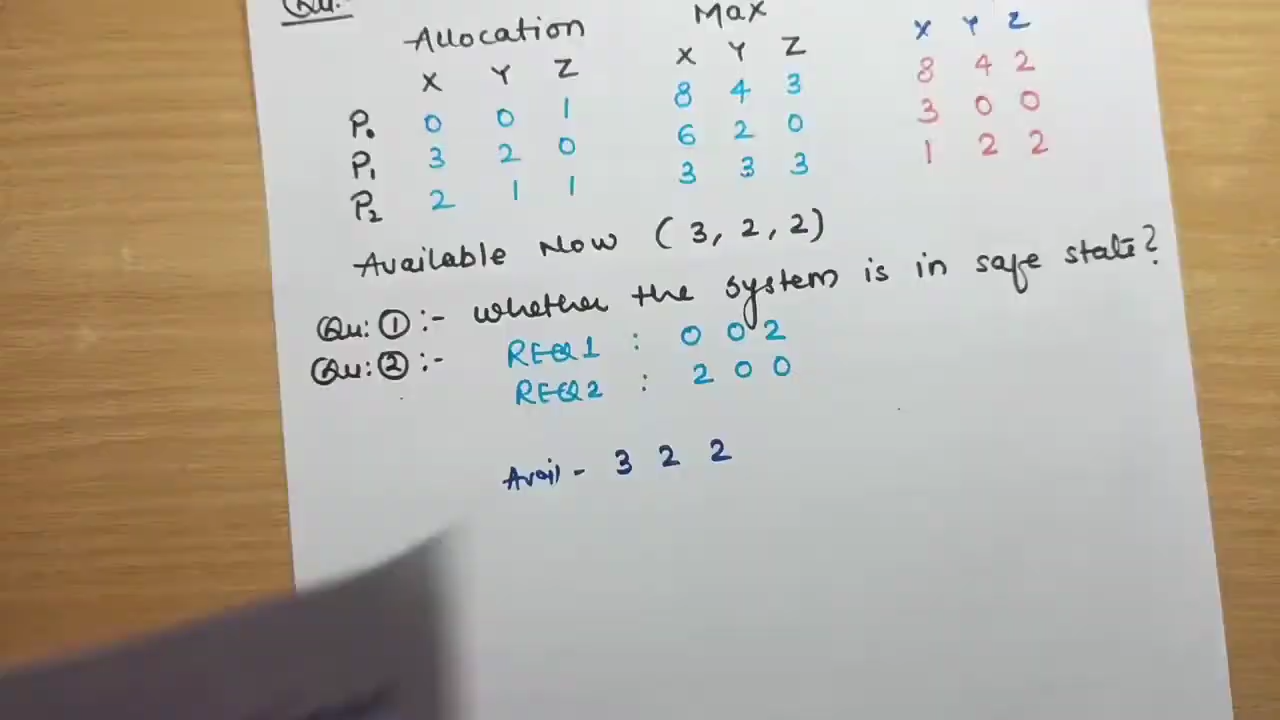 Qu:
Allocation Max
X Y Z X Y Z X Y Z
P0 0 0 1 8 4 3 8 4 2
P1 3 2 0 6 2 0 3 0 0
P2 2 1 1 3 3 3 1 2 2
Available Now (3, 2, 2)
Qu: ① :- whether the system is in safe state?
Qu: ② :- REQ1 : 0 0 2
REQ2 : 2 0 0
Avail - 3 2 2